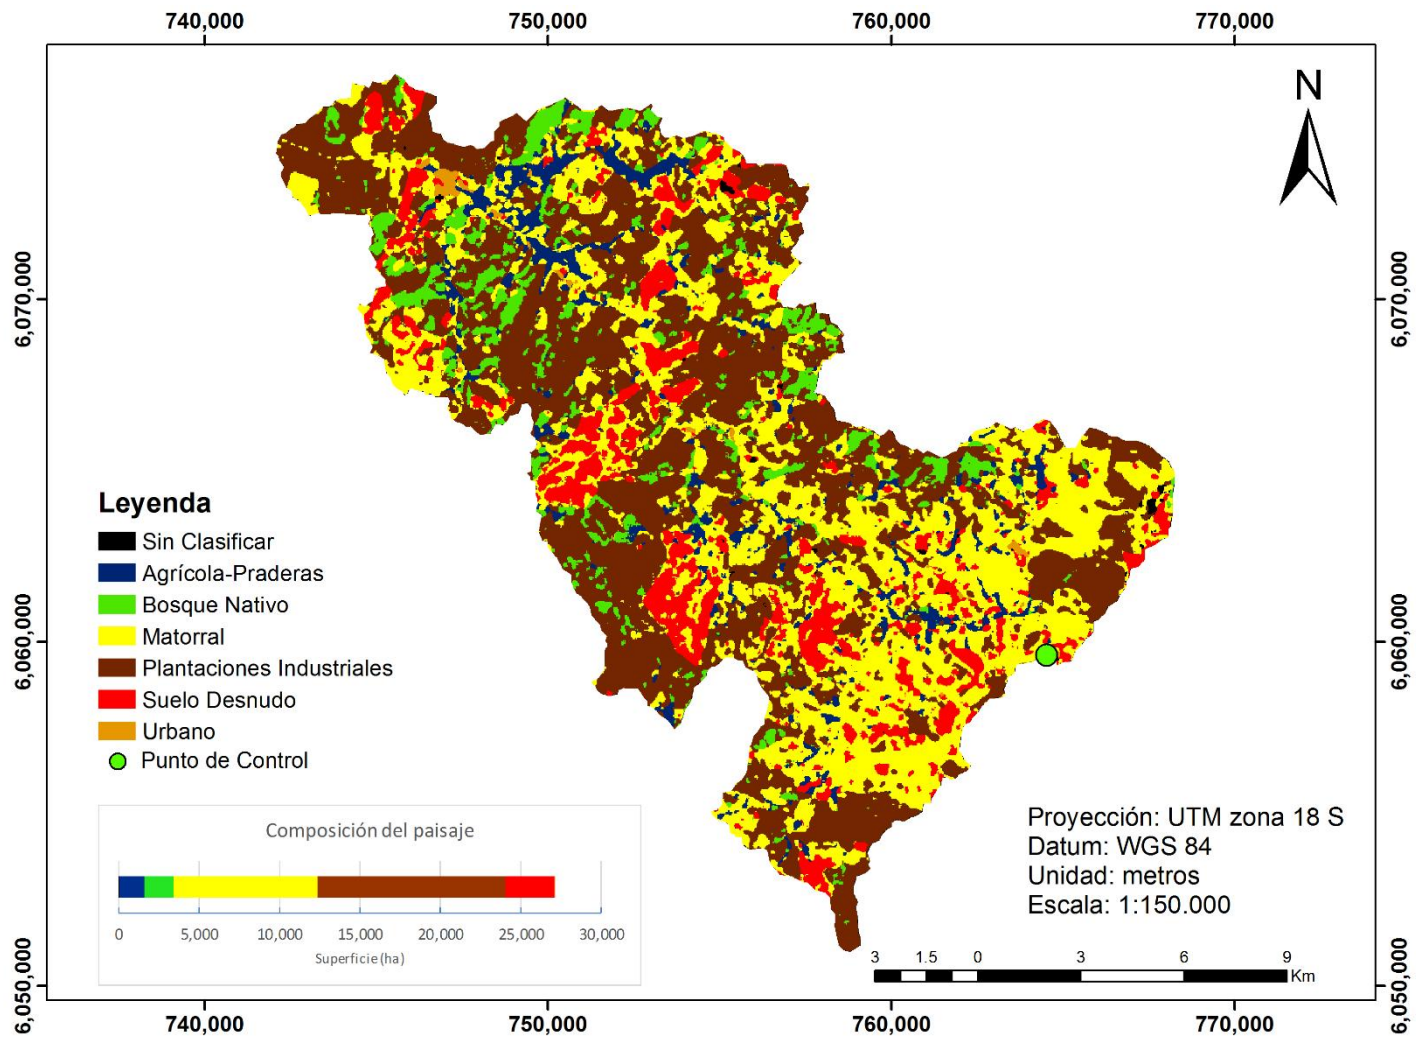 740,000 750,000 760,000 770,000
N
6,070,000 6,070,000
Leyenda
Sin Clasificar
Agrícola-Praderas
Bosque Nativo
Matorral
Plantaciones Industriales
Suelo Desnudo
Urbano
Punto de Control
6,060,000 6,060,000
Composición del paisaje
0 5,000 10,000 15,000 20,000 25,000 30,000
Superficie (ha)
Proyección: UTM zona 18 S
Datum: WGS 84
Unidad: metros
Escala: 1:150.000
3 1.5 0 3 6 9
Km
6,050,000 6,050,000
740,000 750,000 760,000 770,000